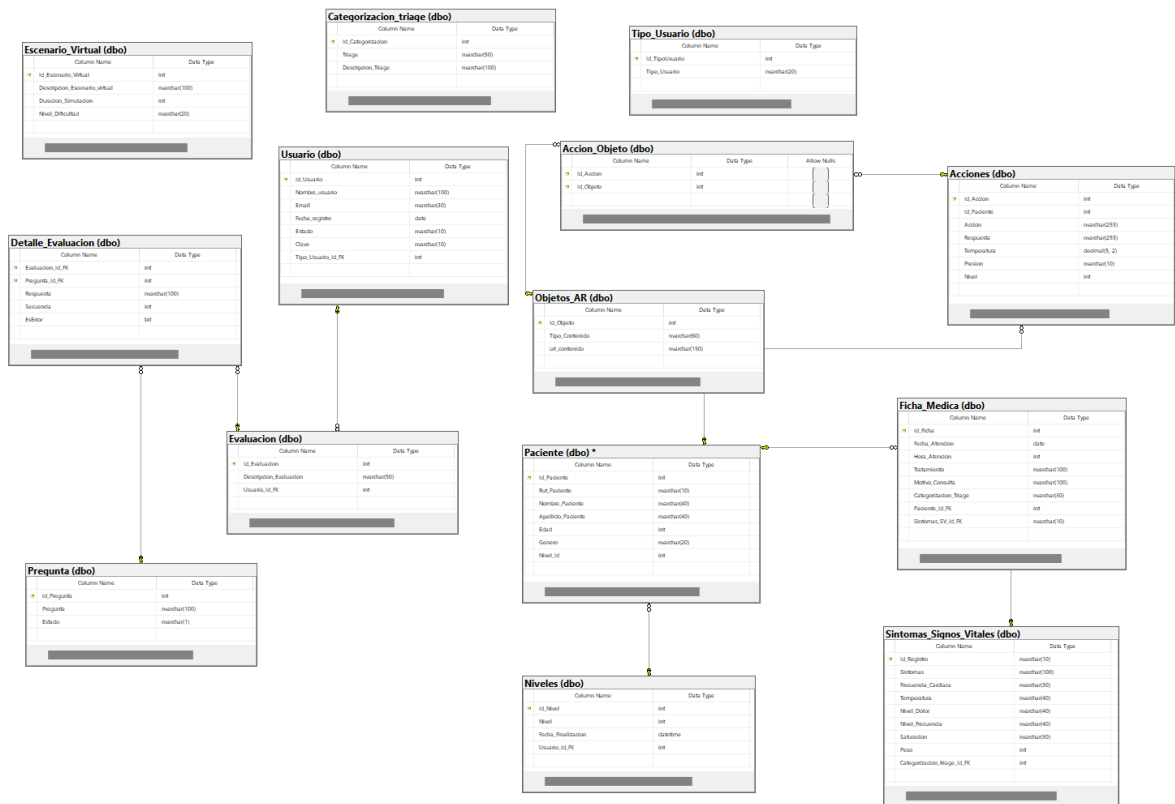 Categorizacion_triage (dbo)
Column Name Data Type
Id_Categorizacion int
Triage nvarchar(50)
Descripcion_Triage nvarchar(100)
Tipo_Usuario (dbo)
Column Name Data Type
Id_TipoUsuario int
Tipo_Usuario nvarchar(20)
Escenario_Virtual (dbo)
Column Name Data Type
Id_Escenario_Virtual int
Descripcion_Escenario_virtual nvarchar(100)
Duracion_Simulacion int
Nivel_Dificultad nvarchar(20)
Usuario (dbo)
Column Name Data Type
Id_Usuario int
Nombre_usuario nvarchar(100)
Email nvarchar(30)
Fecha_registro date
Estado nvarchar(10)
Clave nvarchar(10)
Tipo_Usuario_Id_FK int
Accion_Objeto (dbo)
Column Name Data Type Allow Nulls
Id_Accion int
Id_Objeto int
Acciones (dbo)
Column Name Data Type
Id_Accion int
Id_Paciente int
Accion nvarchar(255)
Respuesta nvarchar(255)
Temperatura decimal(5, 2)
Presion nvarchar(10)
Nivel int
Detalle_Evaluacion (dbo)
Column Name Data Type
Evaluacion_Id_FK int
Pregunta_Id_FK int
Respuesta nvarchar(100)
Secuencia int
EsError bit
Objetos_AR (dbo)
Column Name Data Type
Id_Objeto int
Tipo_Contenido nvarchar(60)
url_contenido nvarchar(150)
Ficha_Medica (dbo)
Column Name Data Type
Id_Ficha int
Fecha_Atencion date
Hora_Atencion int
Tratamiento nvarchar(100)
Motivo_Consulta nvarchar(100)
Categorizacion_Triage nvarchar(30)
Paciente_Id_FK int
Sintomas_SV_Id_FK nvarchar(10)
Evaluacion (dbo)
Column Name Data Type
Id_Evaluacion int
Descripcion_Evaluacion nvarchar(50)
Usuario_Id_FK int
Paciente (dbo) *
Column Name Data Type
Id_Paciente int
Rut_Paciente nvarchar(10)
Nombre_Paciente nvarchar(40)
Apellido_Paciente nvarchar(40)
Edad int
Genero nvarchar(20)
Nivel_Id int
Pregunta (dbo)
Column Name Data Type
Id_Pregunta int
Pregunta nvarchar(100)
Estado nvarchar(1)
Sintomas_Signos_Vitales (dbo)
Column Name Data Type
Id_Registro nvarchar(10)
Sintomas nvarchar(100)
Frecuencia_Cardiaca nvarchar(30)
Temperatura nvarchar(40)
Nivel_Dolor nvarchar(40)
Nivel_Frecuencia nvarchar(40)
Saturacion nvarchar(30)
Peso int
Categorizacion_triage_Id_FK int
Niveles (dbo)
Column Name Data Type
Id_Nivel int
Nivel int
Fecha_Finalizacion datetime
Usuario_Id_FK int